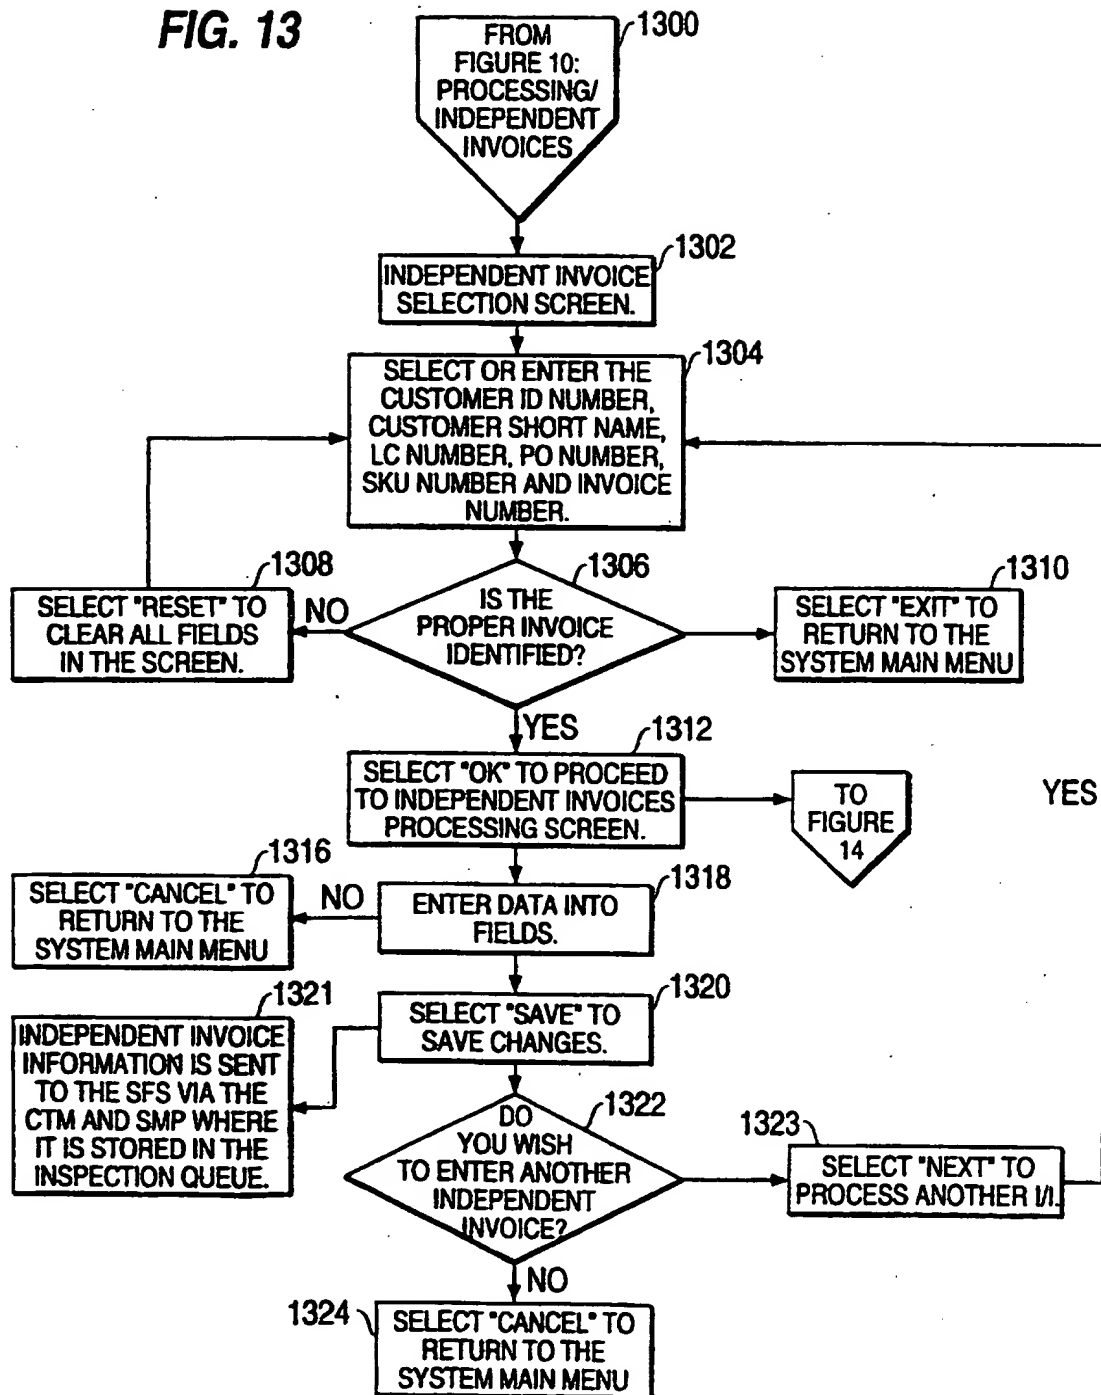 FIG. 13
1300
FROM
FIGURE 10:
PROCESSING/
INDEPENDENT
INVOICES
1302
INDEPENDENT INVOICE
SELECTION SCREEN.
1304
SELECT OR ENTER THE
CUSTOMER ID NUMBER,
CUSTOMER SHORT NAME,
LC NUMBER, PO NUMBER,
SKU NUMBER AND INVOICE
NUMBER.
1308
SELECT "RESET" TO
CLEAR ALL FIELDS
IN THE SCREEN.
NO
1306
IS THE
PROPER INVOICE
IDENTIFIED?
1310
SELECT "EXIT" TO
RETURN TO THE
SYSTEM MAIN MENU
YES
1312
SELECT "OK" TO PROCEED
TO INDEPENDENT INVOICES
PROCESSING SCREEN.
TO
FIGURE
14
YES
1316
SELECT "CANCEL" TO
RETURN TO THE
SYSTEM MAIN MENU
NO
1318
ENTER DATA INTO
FIELDS.
1320
SELECT "SAVE" TO
SAVE CHANGES.
1321
INDEPENDENT INVOICE
INFORMATION IS SENT
TO THE SFS VIA THE
CTM AND SMP WHERE
IT IS STORED IN THE
INSPECTION QUEUE.
1322
DO
YOU WISH
TO ENTER ANOTHER
INDEPENDENT
INVOICE?
1323
SELECT "NEXT" TO
PROCESS ANOTHER I/I.
NO
1324
SELECT "CANCEL" TO
RETURN TO THE
SYSTEM MAIN MENU